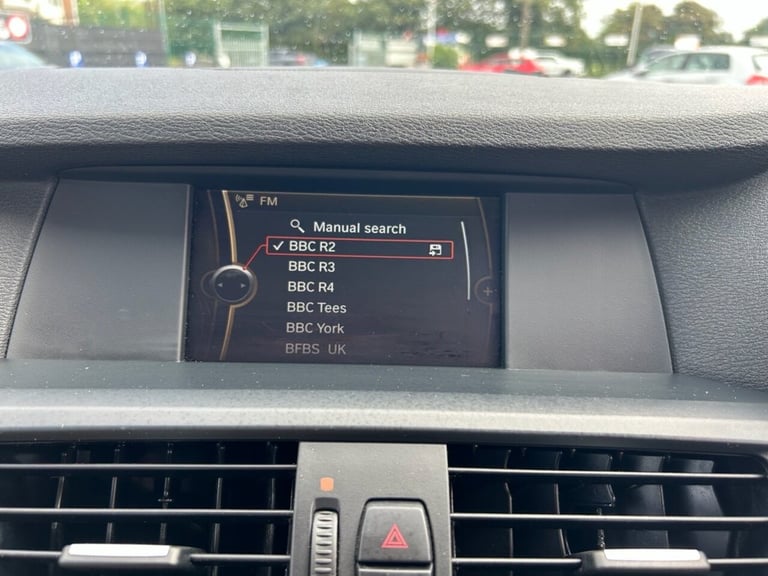 FM
Manual search
BBC R2
BBC R3
BBC R4
BBC Tees
BBC York
BFBS UK